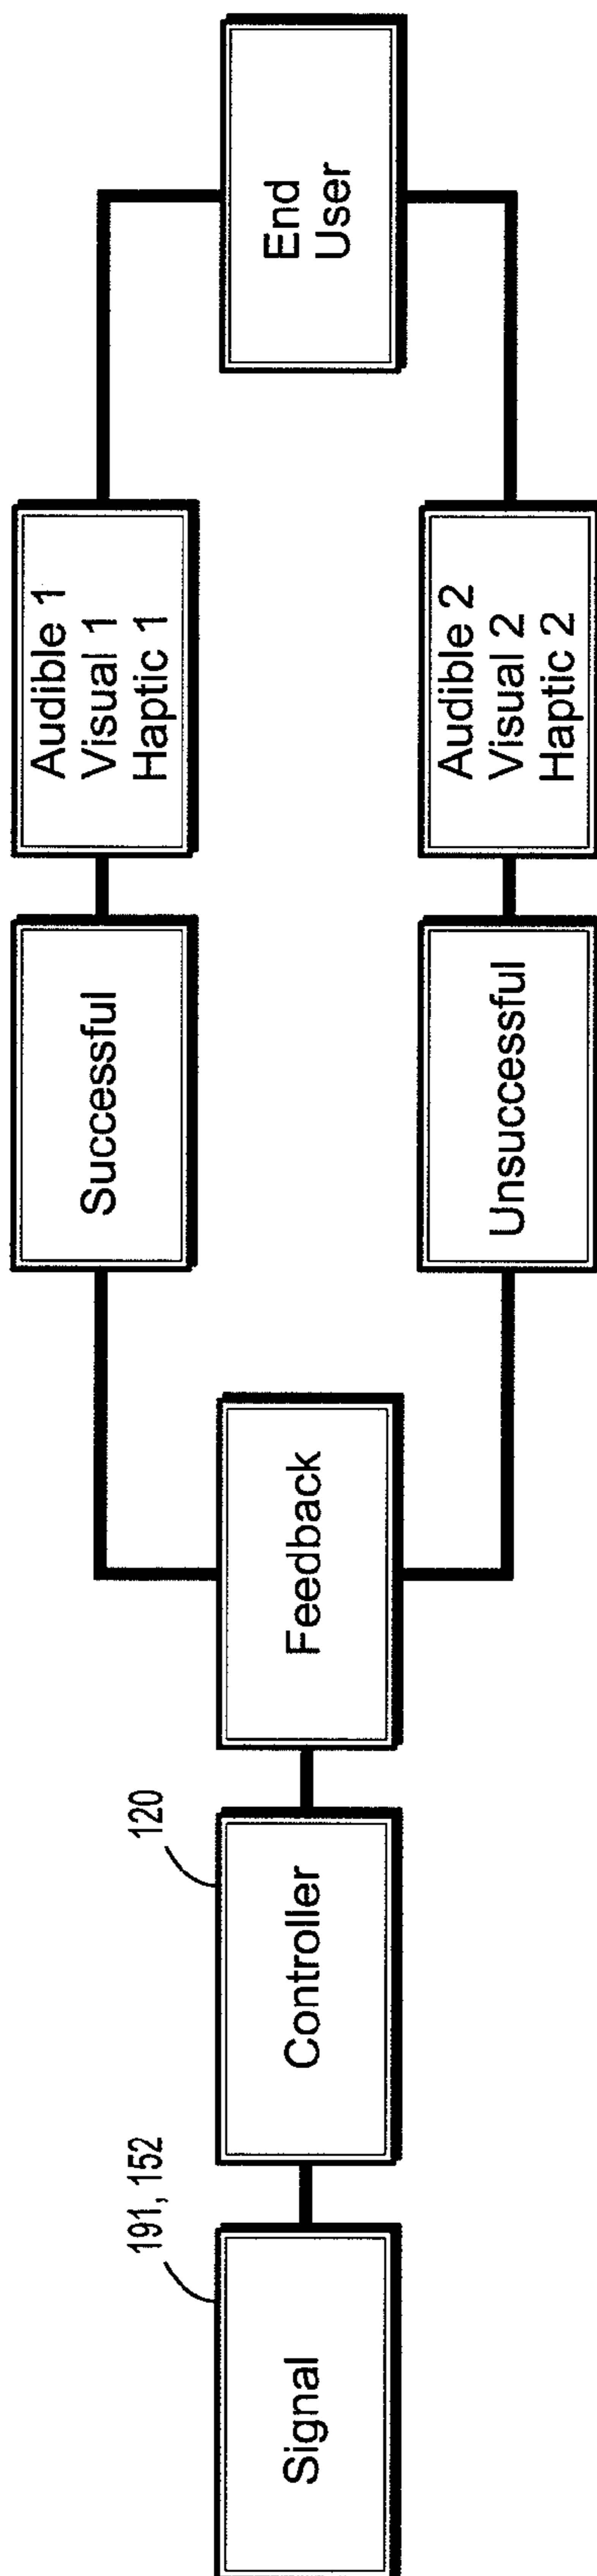 Signal
191, 152
Controller
120
Feedback
Successful
Audible 1
Visual 1
Haptic 1
Unsuccessful
Audible 2
Visual 2
Haptic 2
End
User